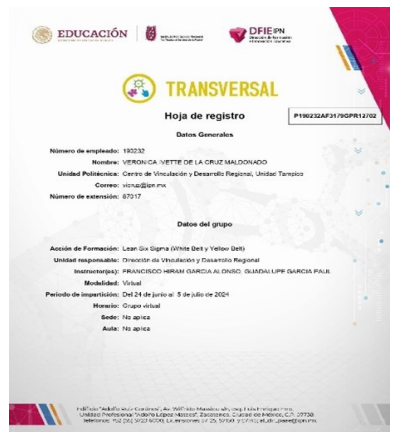 EDUCACIÓN
DFIE IPN
TRANSVERSAL
Hoja de registro
P190232AF3179GPR12702
Datos Generales
Número de empleado: 190232
Nombre: VERONICA IVETTE DE LA CRUZ MALDONADO
Unidad Politécnica: Centro de Vinculación y Desarrollo Regional, Unidad Tampico
Correo:
Número de extensión: 87017
Datos del grupo
Acción de Formación: Lean Six Sigma (White Belt y Yellow Belt)
Unidad responsable: Dirección de Vinculación y Desarrollo Regional
Instructor(es): FRANCISCO HIRAM GARCIA ALONSO, GUADALUPE GARCIA PAUL
Modalidad: Virtual
Periodo de impartición: Del 24 de junio al 5 de julio de 2024
Horario: Grupo virtual
Sede: No aplica
Aula: No aplica